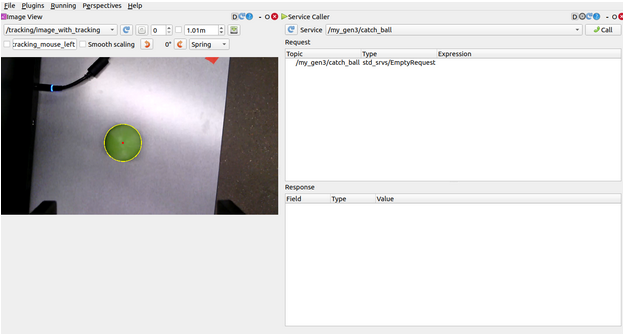 File Plugins Running Perspectives Help
Image View
/tracking/image_with_tracking 0 1.01m
racking_mouse_left Smooth scaling 0° Spring
Service Caller
Service /my_gen3/catch_ball Call
Request
Topic Type Expression
/my_gen3/catch_ball std_srvs/EmptyRequest
Response
Field Type Value